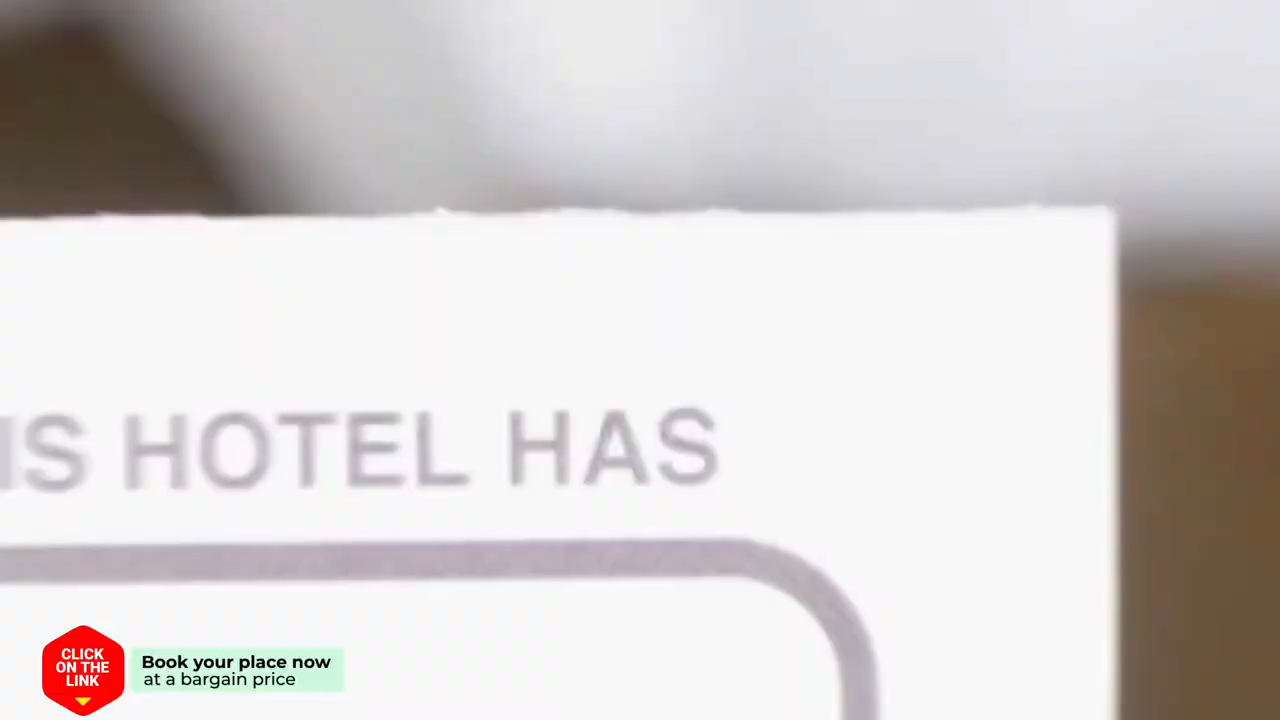 IS HOTEL HAS
CLICK
ON THE
LINK
Book your place now
at a bargain price